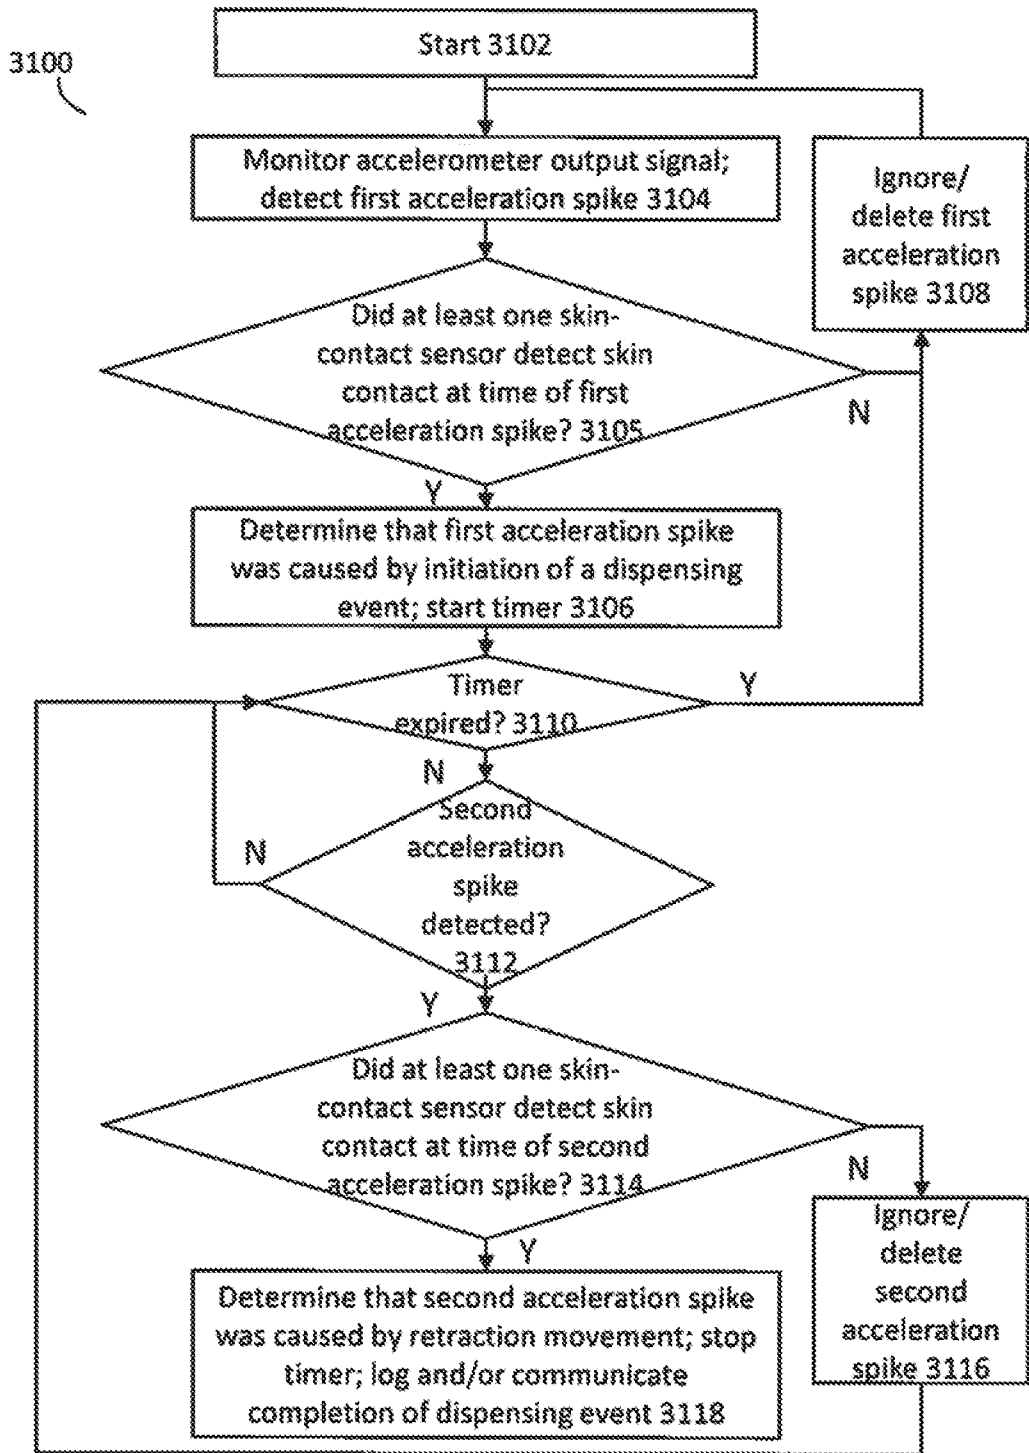 Start 3102
3100
Monitor accelerometer output signal;
detect first acceleration spike 3104
Ignore/
delete first
acceleration
spike 3108
Did at least one skin-
contact sensor detect skin
contact at time of first
acceleration spike? 3105
N
Y
Determine that first acceleration spike
was caused by initiation of a dispensing
event; start timer 3106
Timer
expired? 3110
Y
N
Second
acceleration
spike
detected?
3112
N
Y
Did at least one skin-
contact sensor detect skin
contact at time of second
acceleration spike? 3114
N
Y
Ignore/
delete
second
acceleration
spike 3116
Determine that second acceleration spike
was caused by retraction movement; stop
timer; log and/or communicate
completion of dispensing event 3118